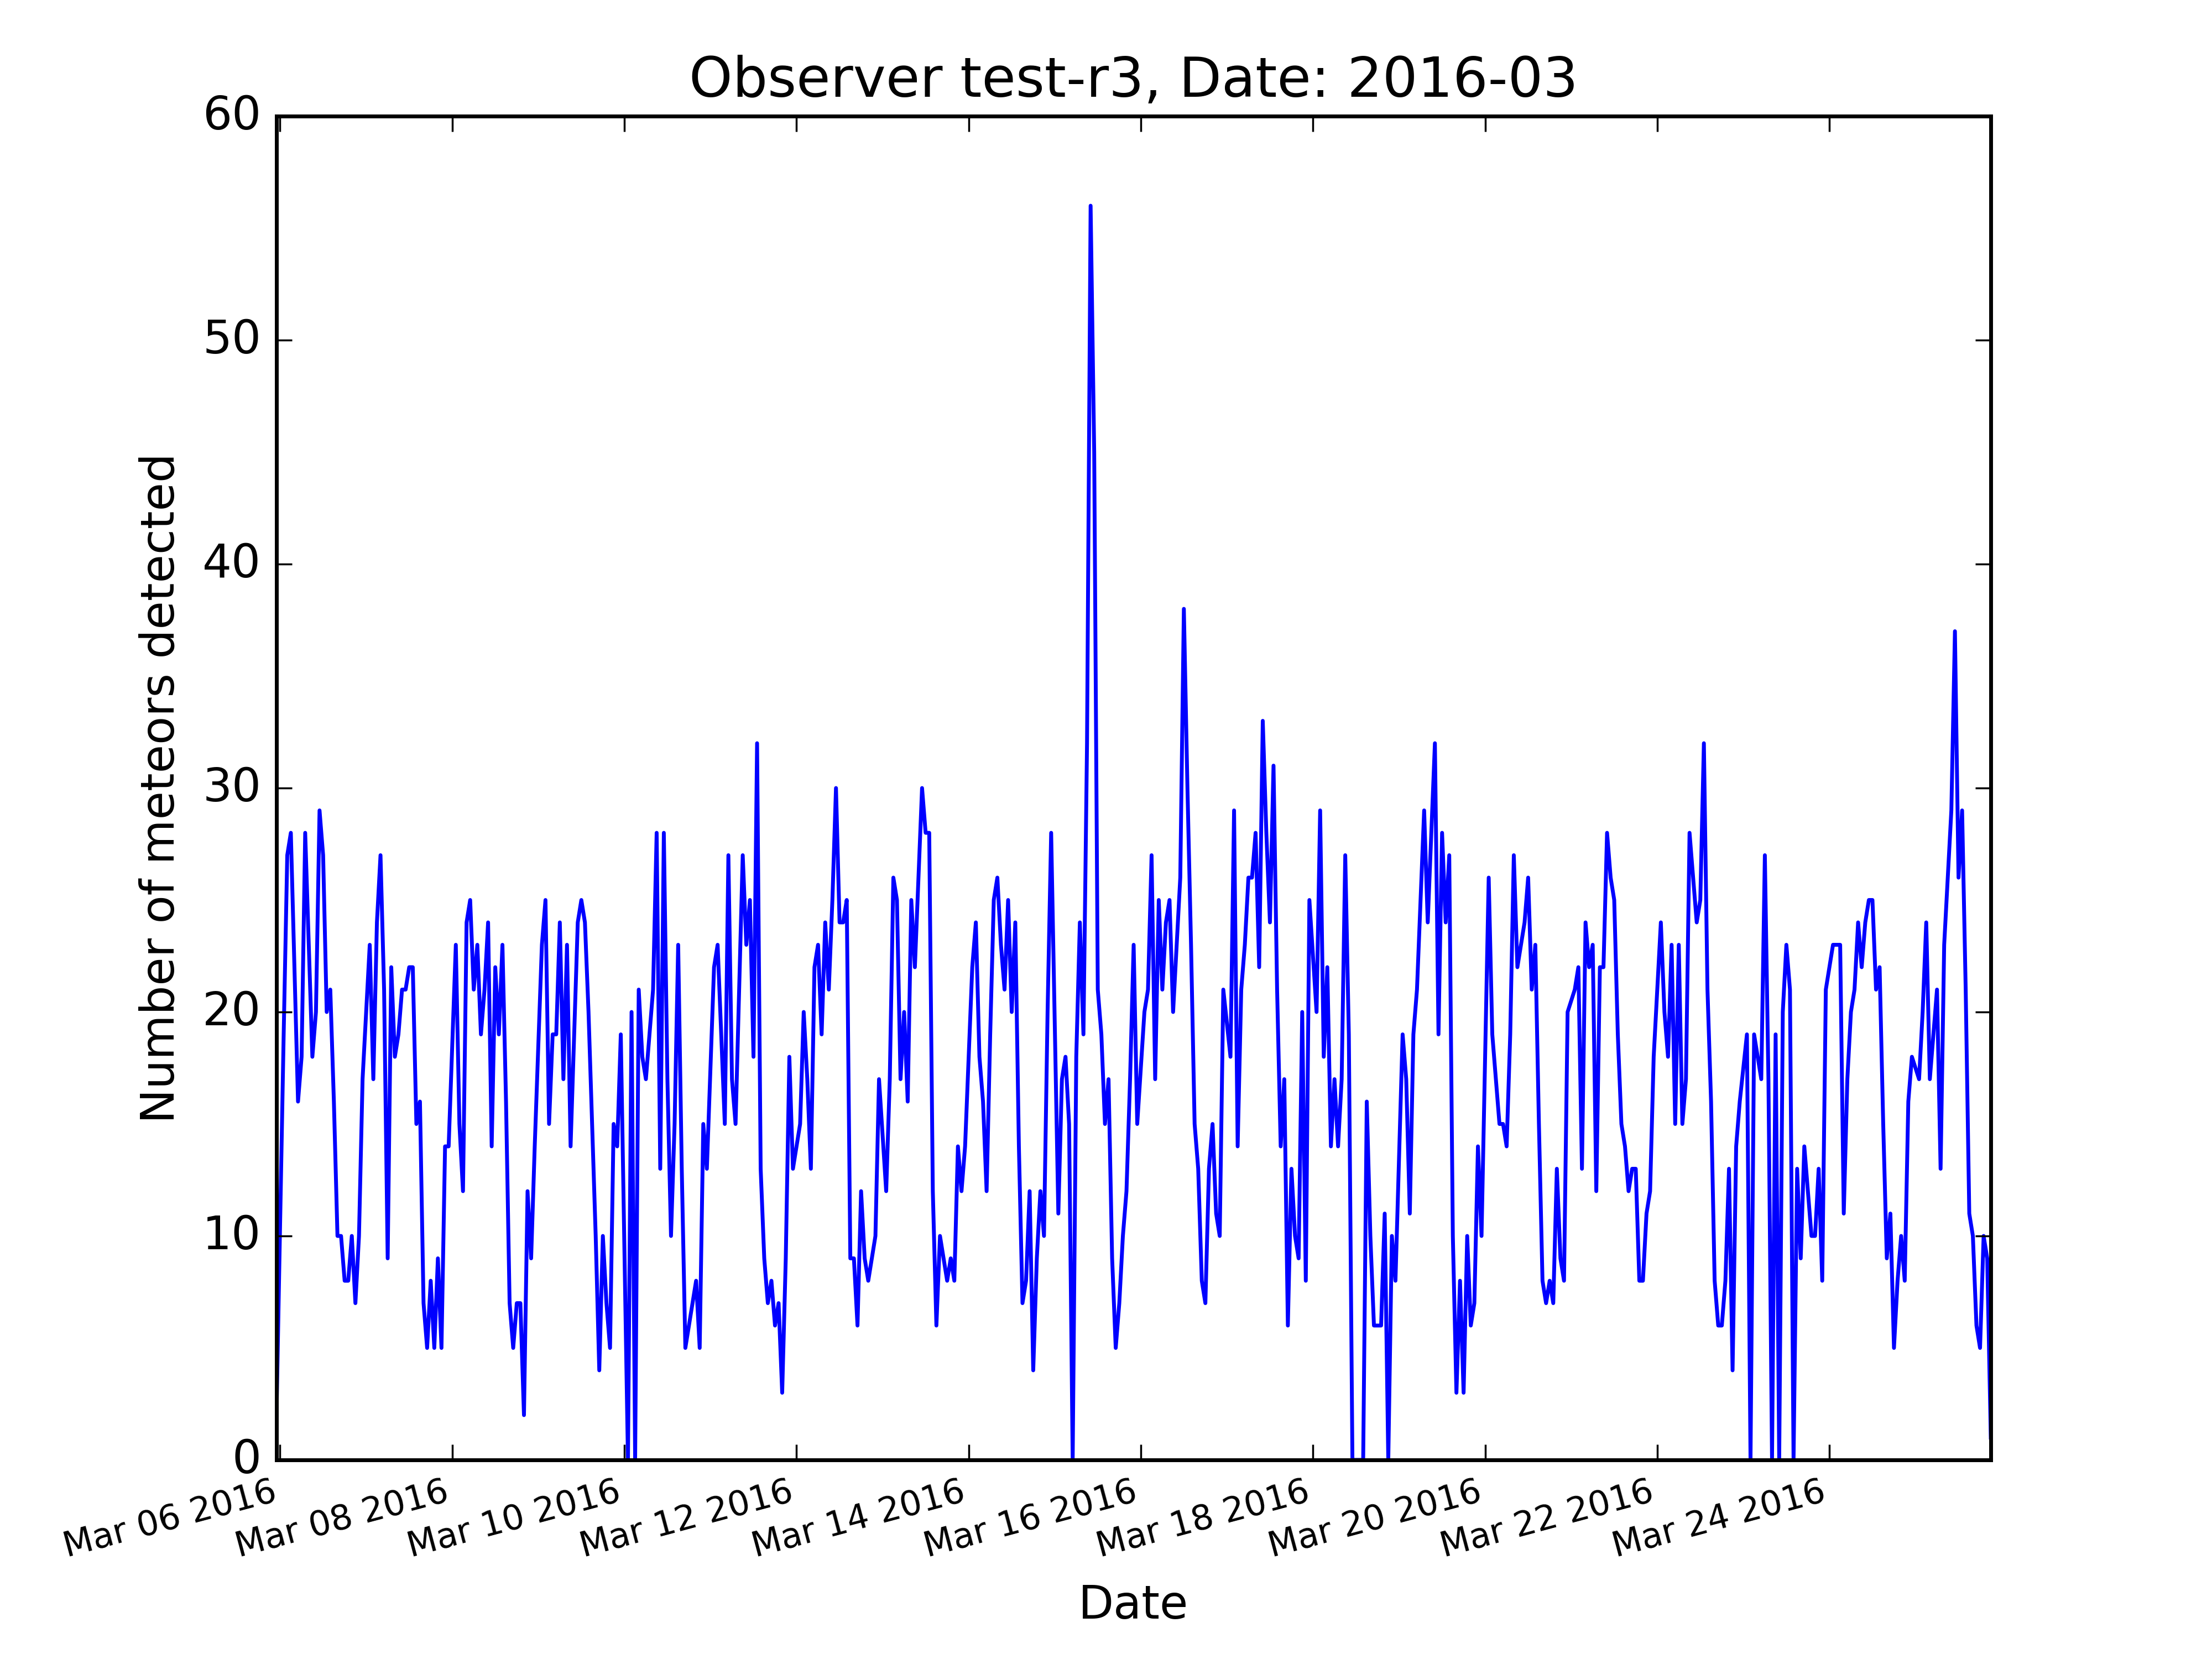 Observer test-r3, Date: 2016-03
Number of meteors detected
60
50
40
30
20
10
0
Mar 06 2016
Mar 08 2016
Mar 10 2016
Mar 12 2016
Mar 14 2016
Mar 16 2016
Mar 18 2016
Mar 20 2016
Mar 22 2016
Mar 24 2016
Date